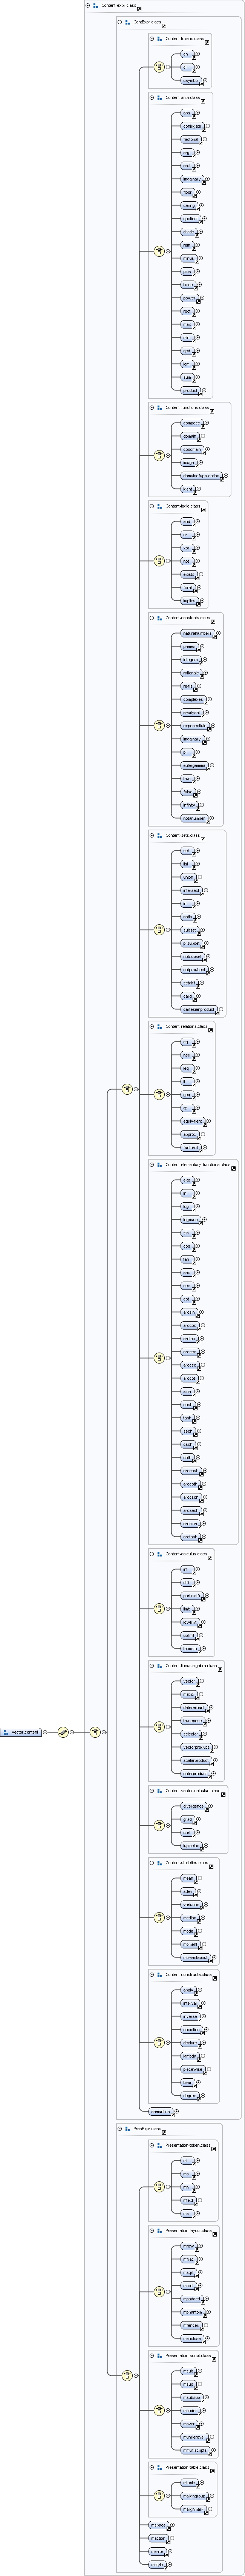 Content-expr.class
ContExpr.class
Content-tokens.class
cn
ci
csymbol
Content-arith.class
abs
conjugate
factorial
arg
real
imaginary
floor
ceiling
quotient
divide
rem
minus
plus
times
power
root
max
min
gcd
lcm
sum
product
Content-functions.class
compose
domain
codomain
image
domainofapplication
ident
Content-logic.class
and
or
xor
not
exists
forall
implies
Content-constants.class
naturalnumbers
primes
integers
rationals
reals
complexes
emptyset
exponentiale
imaginaryi
pi
eulergamma
true
false
infinity
notanumber
Content-sets.class
set
list
union
intersect
in
notin
subset
prsubset
notsubset
notprsubset
setdiff
card
cartesianproduct
Content-relations.class
eq
neq
leq
lt
geq
gt
equivalent
approx
factorof
Content-elementary-functions.class
exp
ln
log
logbase
sin
cos
tan
sec
csc
cot
arcsin
arccos
arctan
arcsec
arccsc
arccot
sinh
cosh
tanh
sech
csch
coth
arccosh
arccoth
arccsch
arcsech
arcsinh
arctanh
Content-calculus.class
int
diff
partialdiff
limit
lowlimit
uplimit
tendsto
Content-linear-algebra.class
vector
matrix
determinant
transpose
selector
vectorproduct
scalarproduct
outerproduct
vector.content
Content-vector-calculus.class
divergence
grad
curl
laplacian
Content-statistics.class
mean
sdev
variance
median
mode
moment
momentabout
Content-constructs.class
apply
interval
inverse
condition
declare
lambda
piecewise
bvar
degree
semantics
PresExpr.class
Presentation-token.class
mi
mo
mn
mtext
ms
Presentation-layout.class
mrow
mfrac
msqrt
mroot
mpadded
mphantom
mfenced
menclose
Presentation-script.class
msub
msup
msubsup
munder
mover
munderover
mmultiscripts
Presentation-table.class
mtable
maligngroup
malignmark
mspace
maction
merror
mstyle